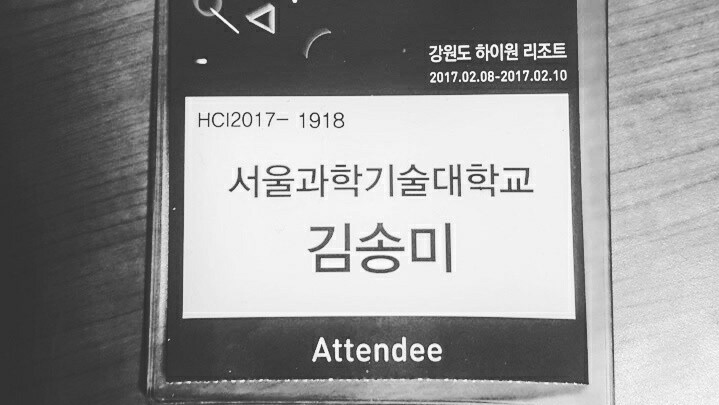 강원도 하이원 리조트
2017.02.08-2017.02.10
HCI2017- 1918
서울과학기술대학교
김송미
Attendee